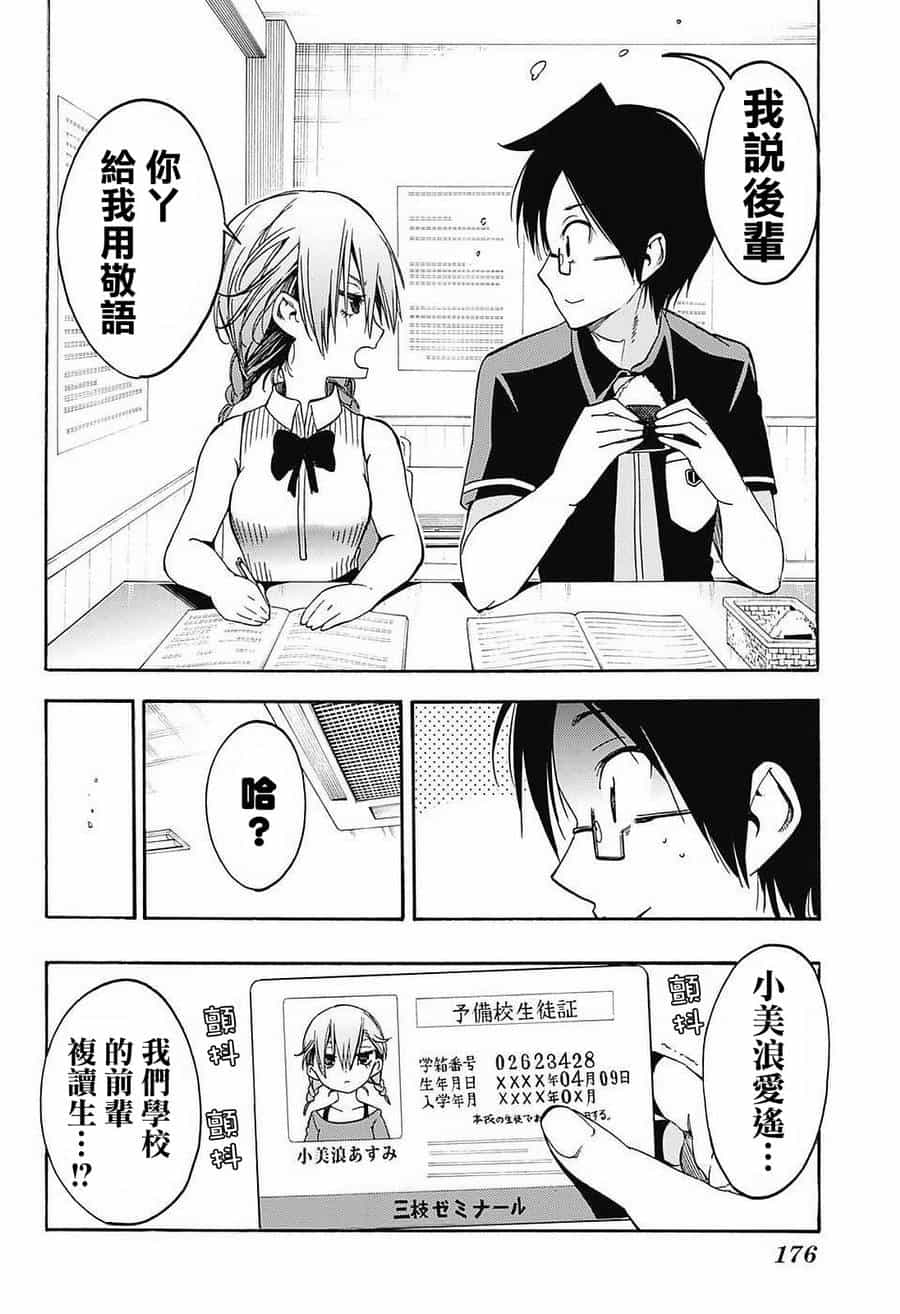 我説後輩
你丫
給我用敬語
哈?
小美浪愛遙…
顫抖
予備校生徒証
学箱番号 02623428
生年月日 XXXX年04月09日
入学年月 XXXX年0X月
小美浪あすみ
三枝ゼミナール
顫抖
顫抖
我們學校
的前輩
複讀生…!?
176